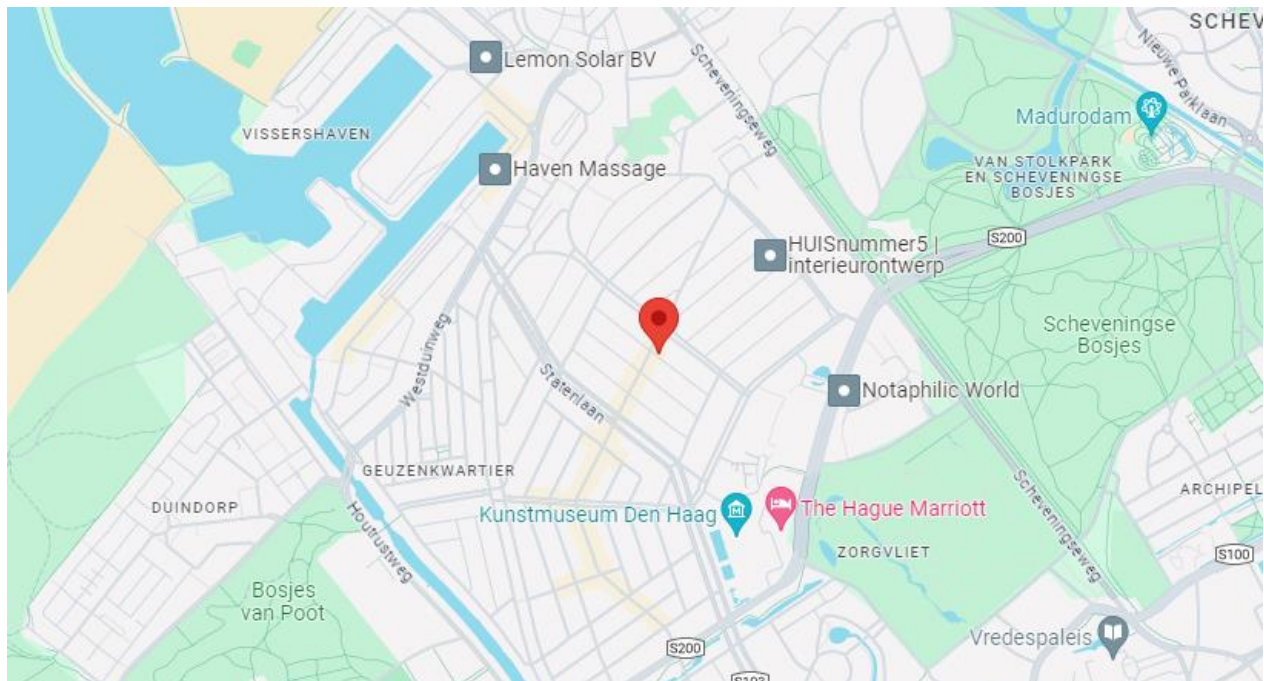 SCHEV
Nieuwe Parklaan
Lemon Solar BV
Scheveningseweg
Madurodam
VISSERSHAVEN
VAN STOLKPARK
EN SCHEVENINGSE
BOSJES
Haven Massage
S200
HUISnummer5 |
interieurontwerp
Scheveningse
Bosjes
Westduinweg
Statenlaan
Notaphilic World
GEUZENKWARTIER
DUINDORP
ARCHIPEL
Houtrustweg
Kunstmuseum Den Haag
M
The Hague Marriott
Scheveningseweg
ZORGVLIET
S100
Bosjes
van Poot
Vredespaleis
S200
S103